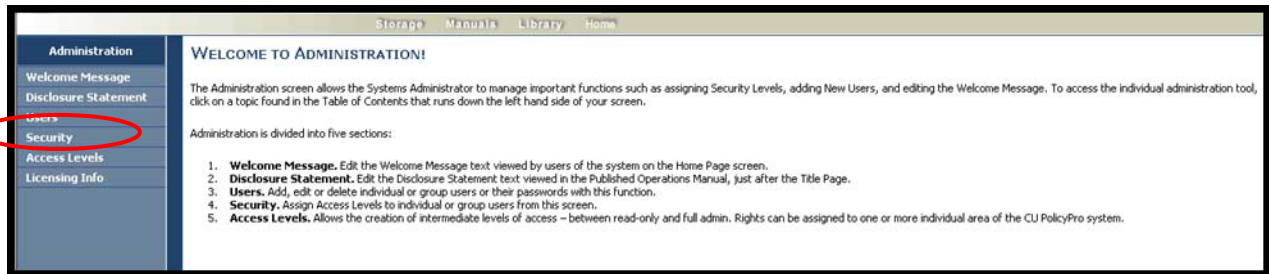 Storage Manuals Library Home
Administration
Welcome Message
Disclosure Statement
Users
Security
Access Levels
Licensing Info
WELCOME TO ADMINISTRATION!
The Administration screen allows the Systems Administrator to manage important functions such as assigning Security Levels, adding New Users, and editing the Welcome Message. To access the individual administration tool,
click on a topic found in the Table of Contents that runs down the left hand side of your screen.
Administration is divided into five sections:
1. Welcome Message. Edit the Welcome Message text viewed by users of the system on the Home Page screen.
2. Disclosure Statement. Edit the Disclosure Statement text viewed in the Published Operations Manual, just after the Title Page.
3. Users. Add, edit or delete individual or group users or their passwords with this function.
4. Security. Assign Access Levels to individual or group users from this screen.
5. Access Levels. Allows the creation of intermediate levels of access – between read-only and full admin. Rights can be assigned to one or more individual area of the CU PolicyPro system.